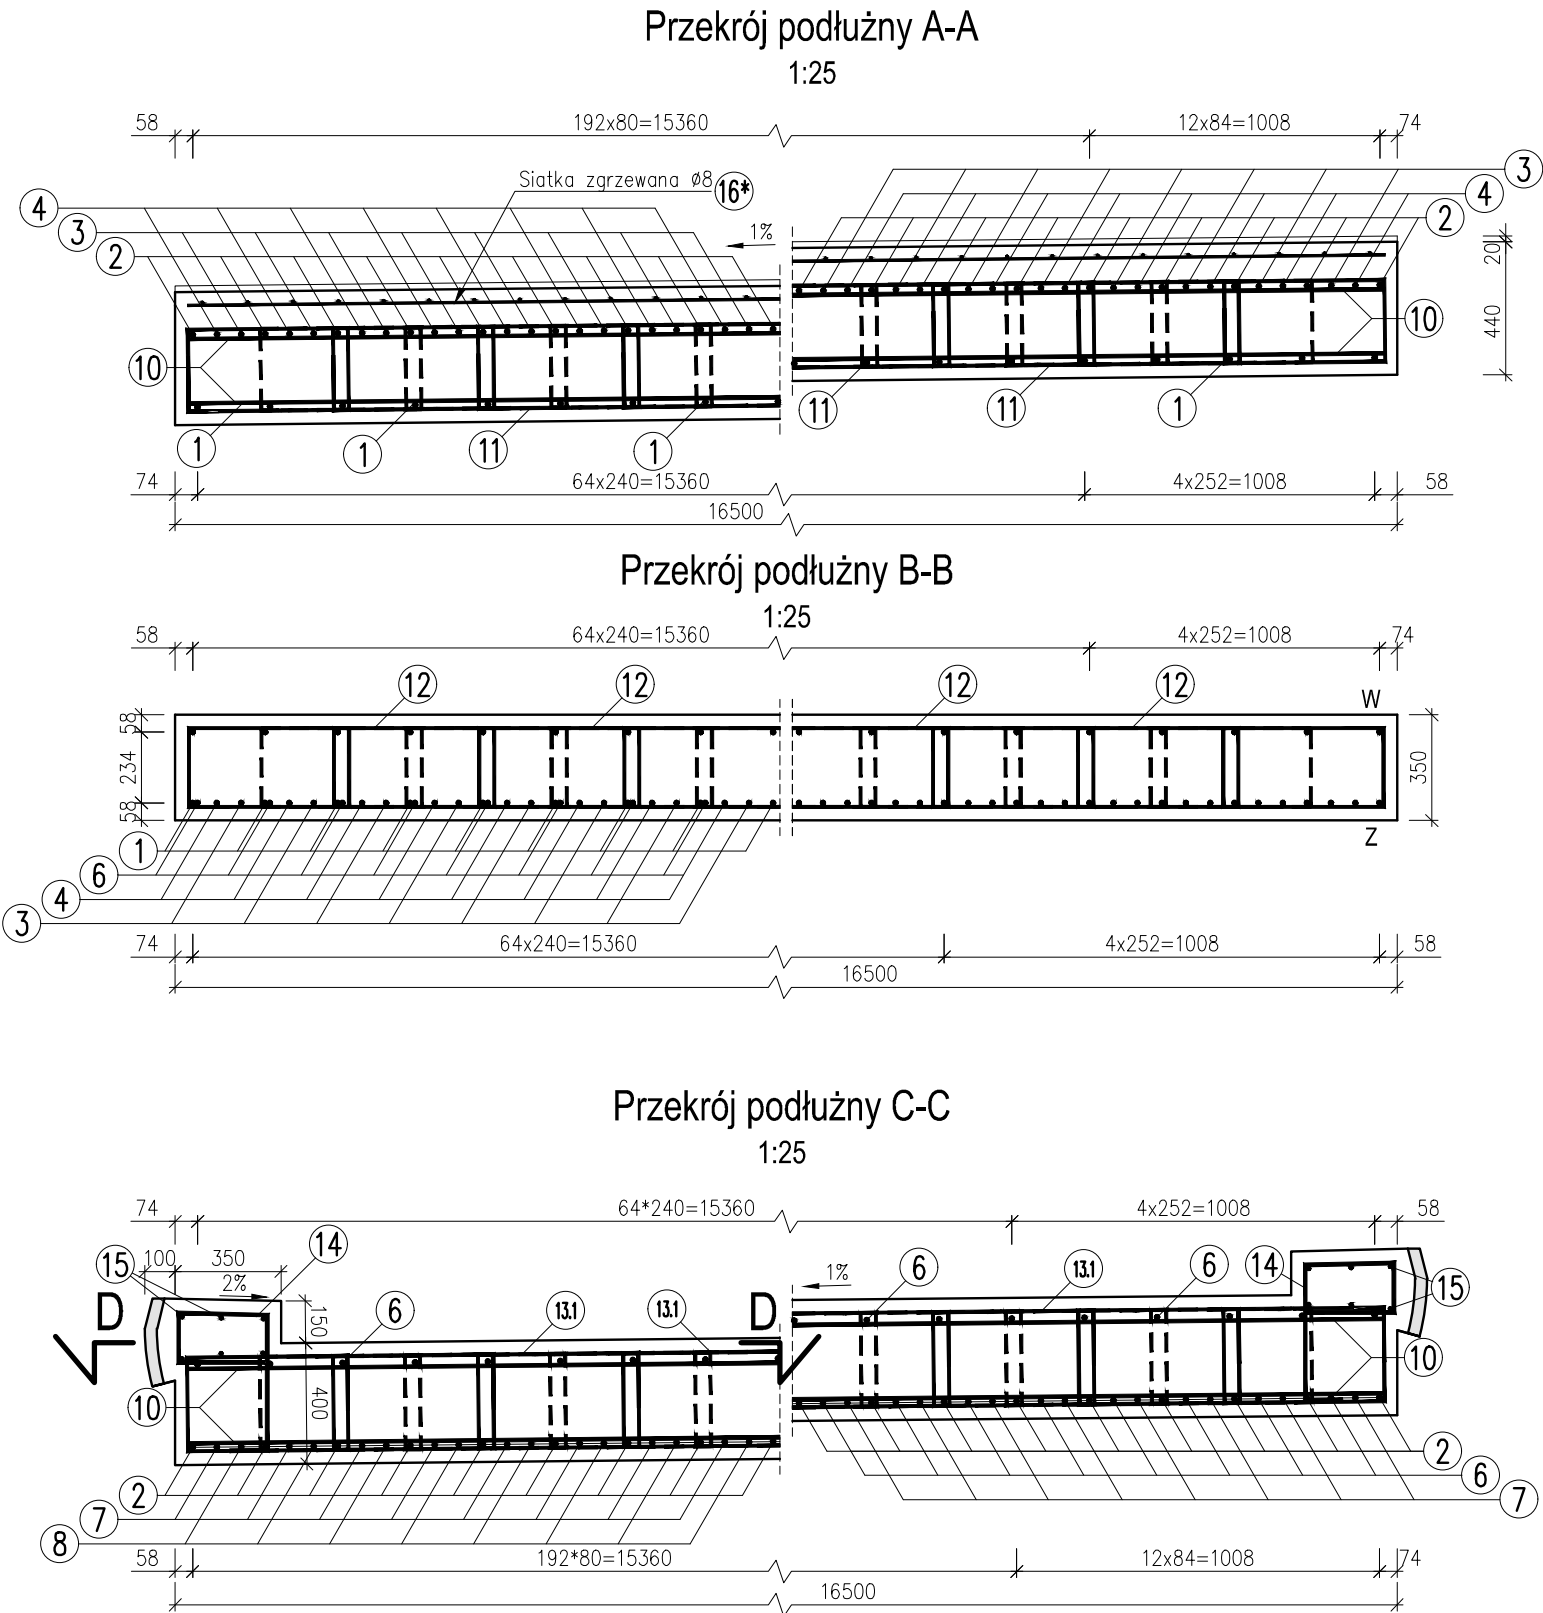 Przekrój podłużny A-A
1:25
58 192x80=15360 12x84=1008 74
Siatka zgrzewana ø8 16*
3
4 4
3 2
2 1% 20
440
10 10
1 1 11 1 11 11 1
74 64x240=15360 4x252=1008 58
16500
Przekrój podłużny B-B
1:25
58 64x240=15360 4x252=1008 74
12 12 12 12
W
58
234 350
58
Z
1
6
4
3
74 64x240=15360 4x252=1008 58
16500
Przekrój podłużny C-C
1:25
74 64*240=15360 4x252=1008 58
100 350 14
15 2% 6 13.1 13.1 1% 6 13.1 6 14 15
D D
150
10 400 10
2 2
7 6
8 7
58 192*80=15360 12x84=1008 74
16500